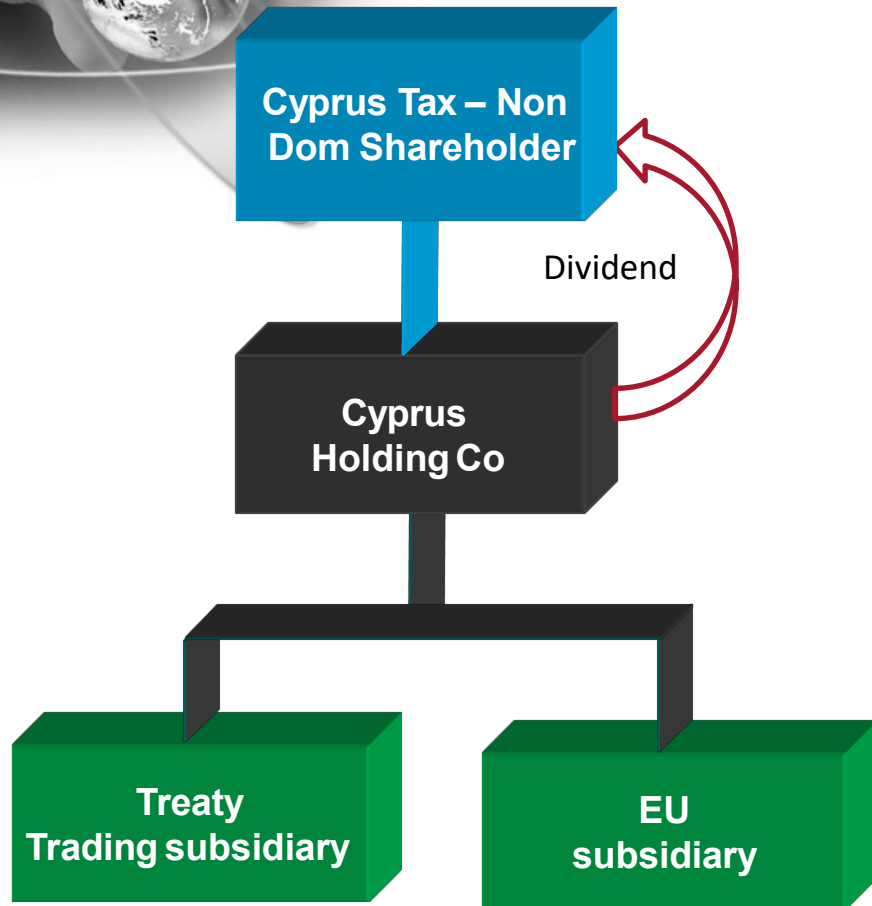 Cyprus Tax – Non
Dom Shareholder
Dividend
Cyprus
Holding Co
Treaty
Trading subsidiary
EU
subsidiary